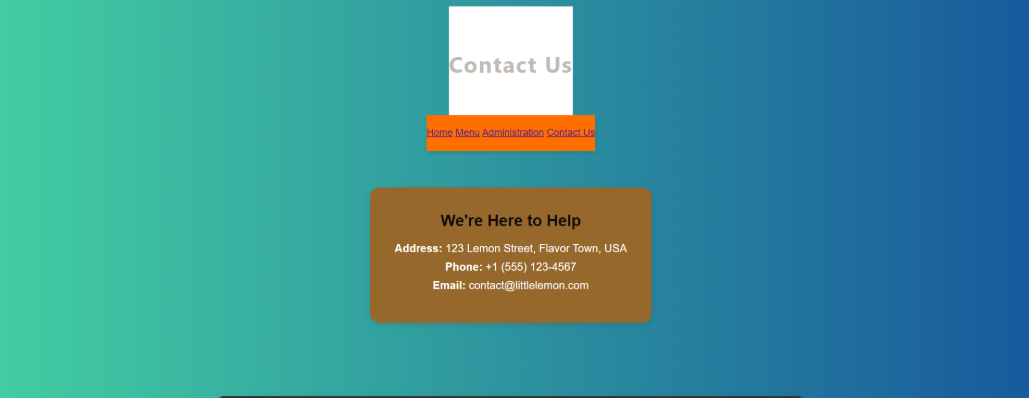 Contact Us
Home Menu Administration Contact Us
We're Here to Help
Address: 123 Lemon Street, Flavor Town, USA
Phone: +1 (555) 123-4567
Email: contact@littlelemon.com